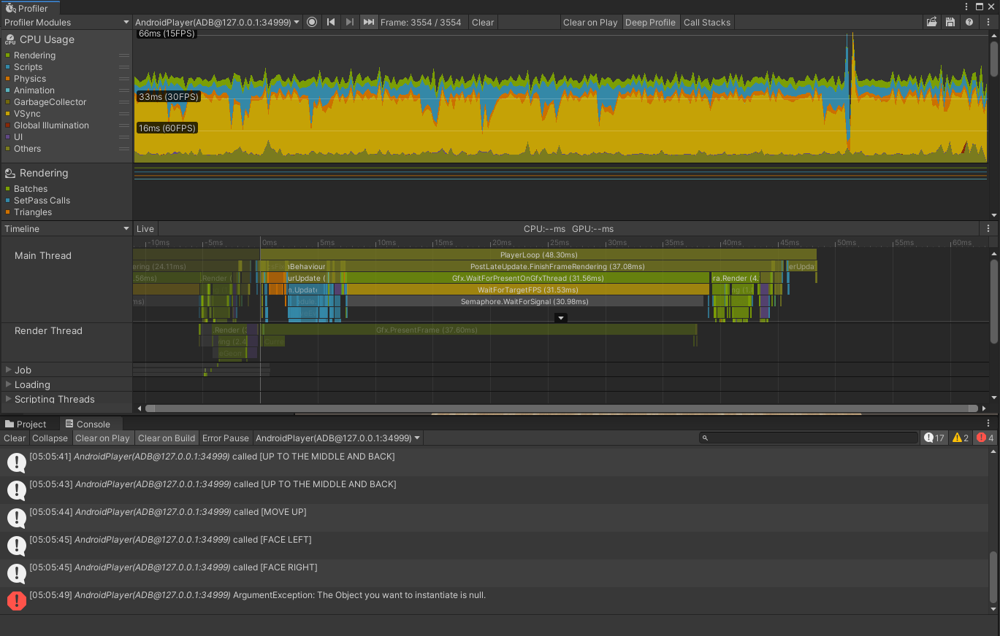 Profiler
Profiler Modules
AndroidPlayer(ADB@127.0.0.1:34999)
Frame: 3554 / 3554
Clear
Clear on Play
Deep Profile
Call Stacks
CPU Usage
Rendering
Scripts
Physics
Animation
GarbageCollector
VSync
Global Illumination
UI
Others
66ms (15FPS)
33ms (30FPS)
16ms (60FPS)
Rendering
Batches
SetPass Calls
Triangles
Timeline
Live
CPU:--ms GPU:--ms
-10ms -5ms 0ms 5ms 10ms 15ms 20ms 25ms 30ms 35ms 40ms 45ms 50ms 55ms 60ms
Main Thread
PlayerLoop (48.30ms)
ering (24.11ms)
nBehaviour
PostLateUpdate.FinishFrameRendering (37.08ms)
erUpda
.56ms)
.Render (
urUpdate (
Gfx.WaitForPresentOnGfxThread (31.56ms)
ra.Render (4.
n.Update
WaitForTargetFPS (31.53ms)
ng (1.
ms)
Semaphore.WaitForSignal (30.98ms)
Render Thread
.Render (
Gfx.PresentFrame (37.60ms)
ring (2.4
Curre
eGeom
Job
Loading
Scripting Threads
Project
Console
Clear
Collapse
Clear on Play
Clear on Build
Error Pause
AndroidPlayer(ADB@127.0.0.1:34999)
17
2
4
[05:05:41] AndroidPlayer(ADB@127.0.0.1:34999) called [UP TO THE MIDDLE AND BACK]
[05:05:43] AndroidPlayer(ADB@127.0.0.1:34999) called [UP TO THE MIDDLE AND BACK]
[05:05:44] AndroidPlayer(ADB@127.0.0.1:34999) called [MOVE UP]
[05:05:45] AndroidPlayer(ADB@127.0.0.1:34999) called [FACE LEFT]
[05:05:45] AndroidPlayer(ADB@127.0.0.1:34999) called [FACE RIGHT]
[05:05:49] AndroidPlayer(ADB@127.0.0.1:34999) ArgumentException: The Object you want to instantiate is null.